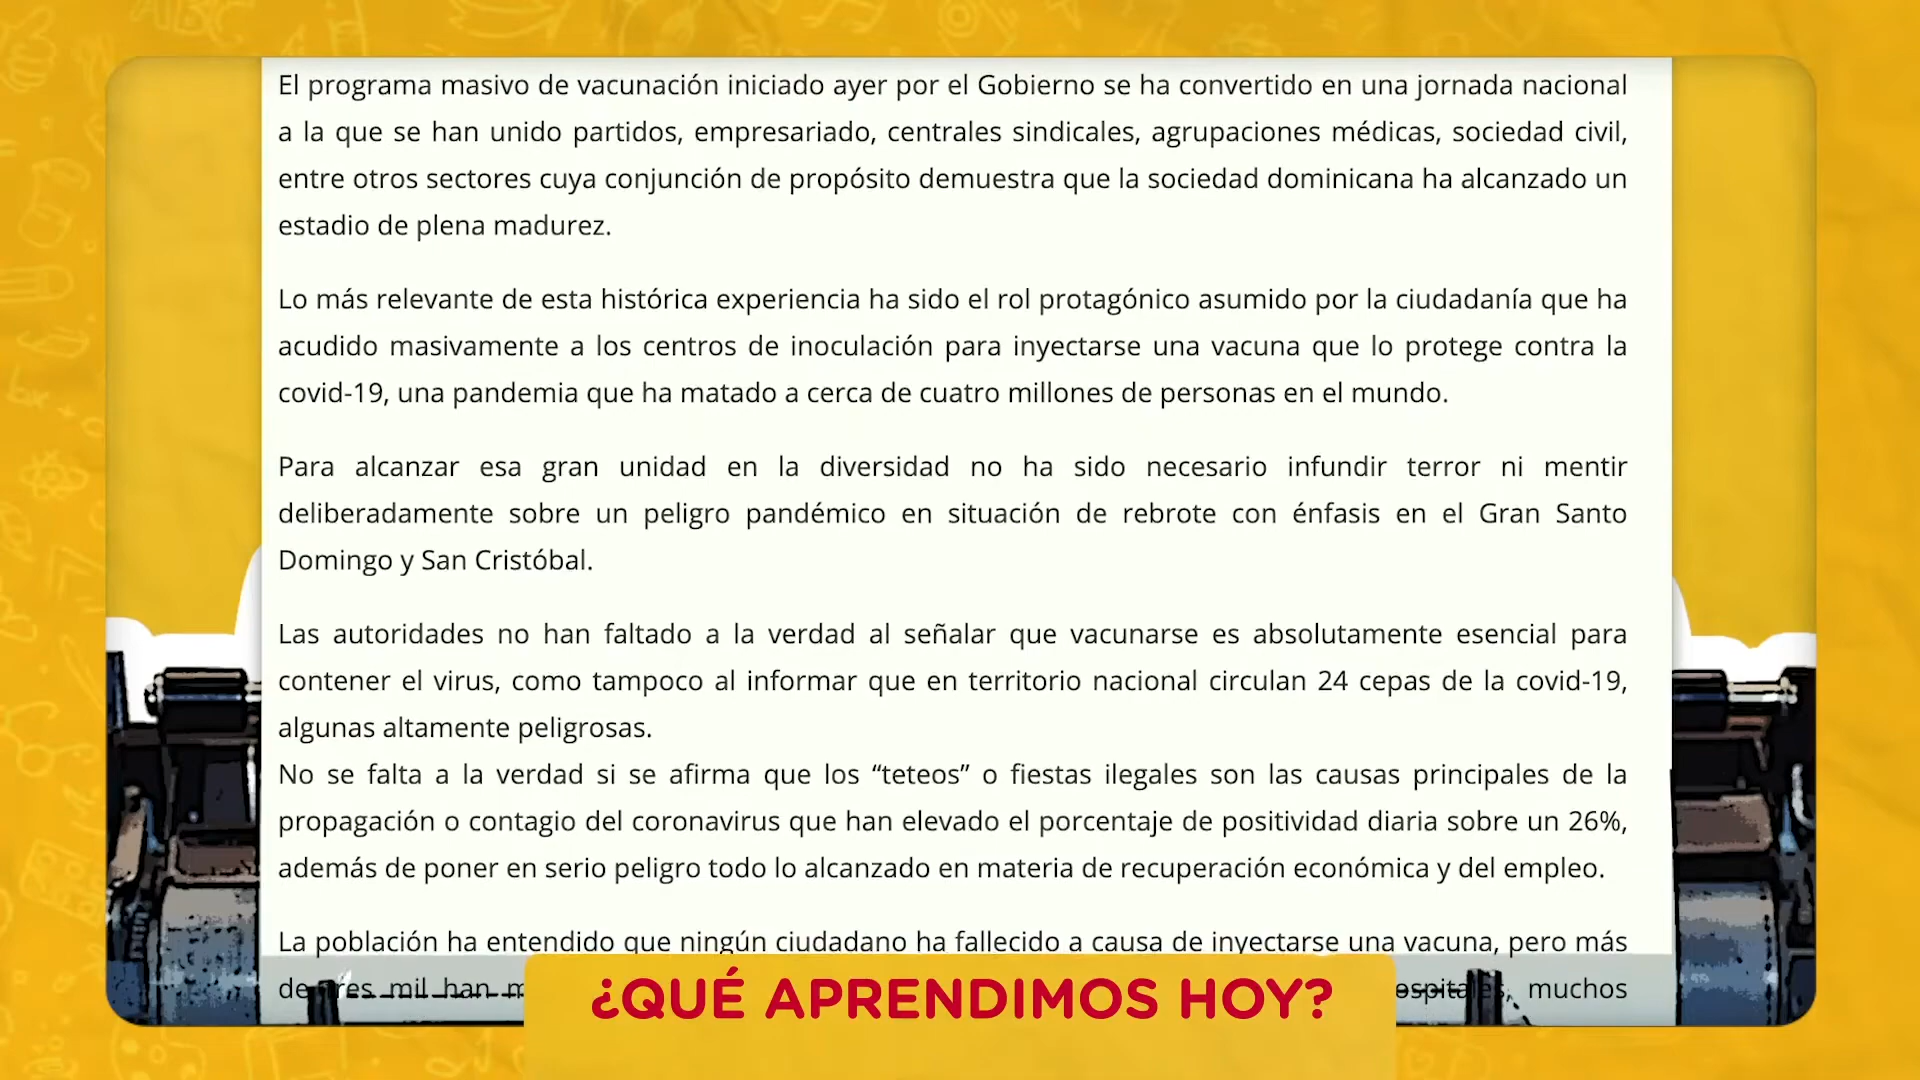 El programa masivo de vacunación iniciado ayer por el Gobierno se ha convertido en una jornada nacional
a la que se han unido partidos, empresariado, centrales sindicales, agrupaciones médicas, sociedad civil,
entre otros sectores cuya conjunción de propósito demuestra que la sociedad dominicana ha alcanzado un
estadio de plena madurez.
Lo más relevante de esta histórica experiencia ha sido el rol protagónico asumido por la ciudadanía que ha
acudido masivamente a los centros de inoculación para inyectarse una vacuna que lo protege contra la
covid-19, una pandemia que ha matado a cerca de cuatro millones de personas en el mundo.
Para alcanzar esa gran unidad en la diversidad no ha sido necesario infundir terror ni mentir
deliberadamente sobre un peligro pandémico en situación de rebrote con énfasis en el Gran Santo
Domingo y San Cristóbal.
Las autoridades no han faltado a la verdad al señalar que vacunarse es absolutamente esencial para
contener el virus, como tampoco al informar que en territorio nacional circulan 24 cepas de la covid-19,
algunas altamente peligrosas.
No se falta a la verdad si se afirma que los “teteos” o fiestas ilegales son las causas principales de la
propagación o contagio del coronavirus que han elevado el porcentaje de positividad diaria sobre un 26%,
además de poner en serio peligro todo lo alcanzado en materia de recuperación económica y del empleo.
La población ha entendido que ningún ciudadano ha fallecido a causa de inyectarse una vacuna, pero más
de tres mil han muchos
¿QUÉ APRENDIMOS HOY?